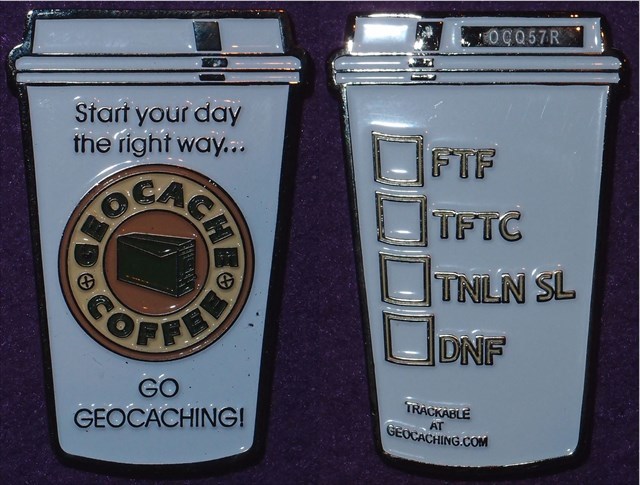 Start your day
the right way...
GEOCACHE
COFFEE
GO
GEOCACHING!
OCQ57R
FTF
TFTC
TNLN SL
DNF
TRACKABLE
AT
GEOCACHING.COM